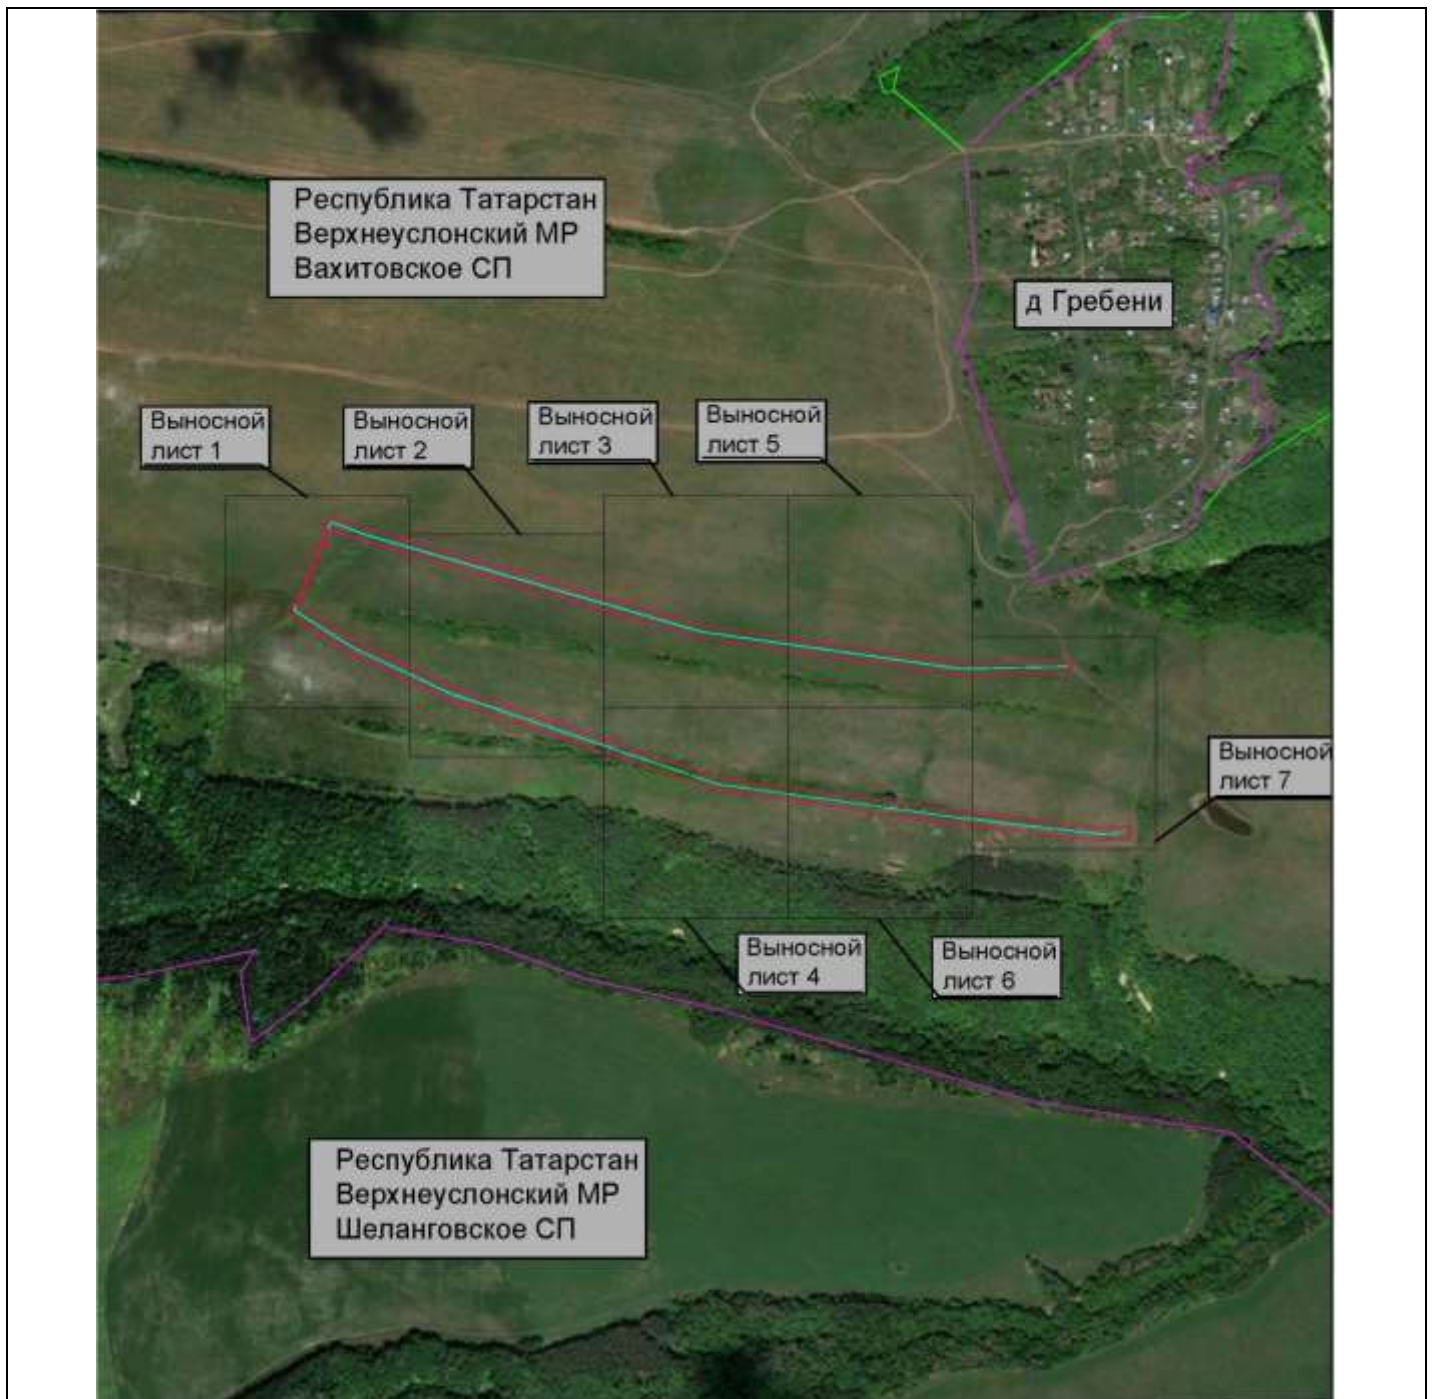 Республика Татарстан
Верхнеуслонский МР
Вахитовское СП
д Гребени
Выносной
лист 1
Выносной
лист 2
Выносной
лист 3
Выносной
лист 5
Выносной
лист 7
Выносной
лист 4
Выносной
лист 6
Республика Татарстан
Верхнеуслонский МР
Шеланговское СП